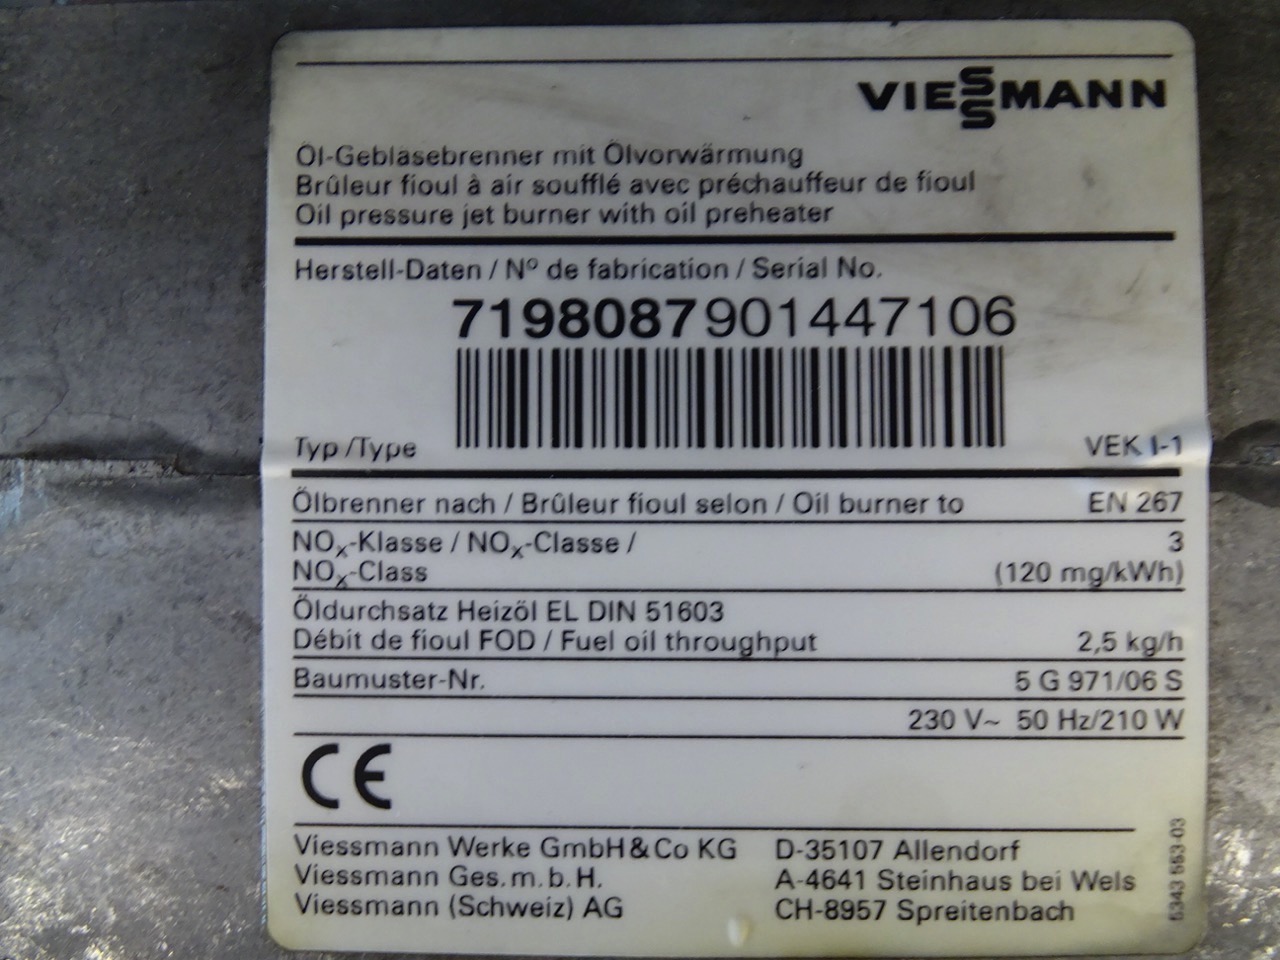 VIESSMANN
Öl-Gebläsebrenner mit Ölvorwärmung
Brûleur fioul à air soufflé avec préchauffeur de fioul
Oil pressure jet burner with oil preheater
Herstell-Daten / Nº de fabrication / Serial No.
7198087901447106
Typ /Type VEK I-1
Ölbrenner nach / Brûleur fioul selon / Oil burner to EN 267
NOx-Klasse / NOx-Classe / 3
NOx-Class (120 mg/kWh)
Öldurchsatz Heizöl EL DIN 51603
Débit de fioul FOD / Fuel oil throughput 2,5 kg/h
Baumuster-Nr. 5 G 971/06 S
230 V~ 50 Hz/210 W
CE
Viessmann Werke GmbH & Co KG D-35107 Allendorf
Viessmann Ges. m. b. H. A-4641 Steinhaus bei Wels
Viessmann (Schweiz) AG CH-8957 Spreitenbach
5343 553-03